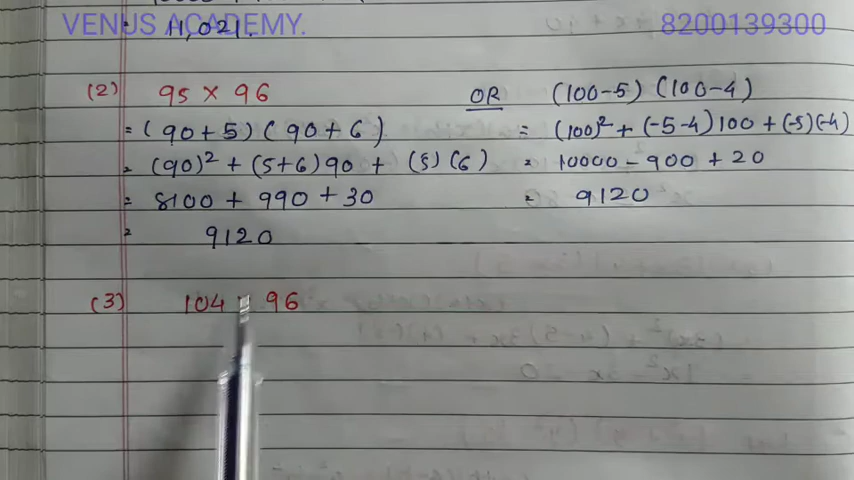 VENUS ACADEMY. 8200139300
11,021.
(2) 95 × 96 OR (100-5) (100-4)
= (90+5) (90+6) = (100)² + (-5-4) 100 + (-5)(-4)
= (90)² + (5+6) 90 + (5) (6) = 10000 - 900 + 20
= 8100 + 990 + 30 = 9120
= 9120
(3) 104 96